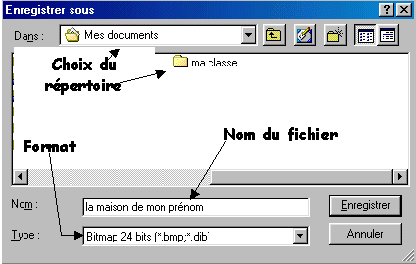 Enregistrer sous
Dans :
Mes documents
Choix du
répertoire
ma classe
Nom du fichier
Format
Nom :
la maison de mon prénom
Enregistrer
Type :
Bitmap 24 bits (*.bmp;*.dib)
Annuler